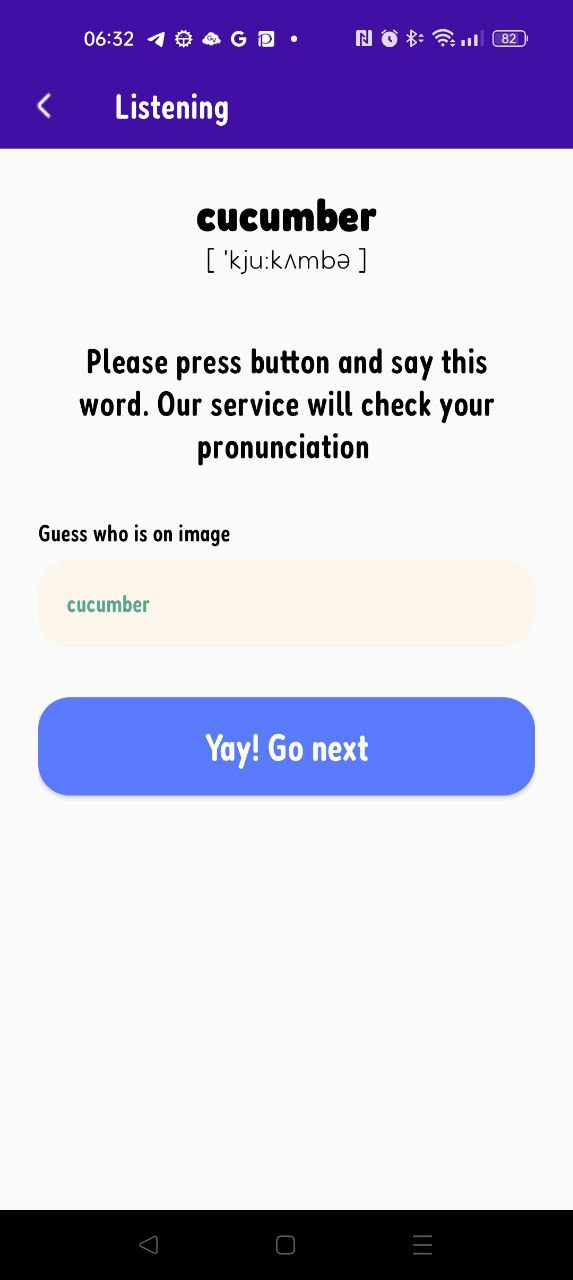 06:32 82
Listening
cucumber
[ 'kju:kʌmbə ]
Please press button and say this
word. Our service will check your
pronunciation
Guess who is on image
cucumber
Yay! Go next